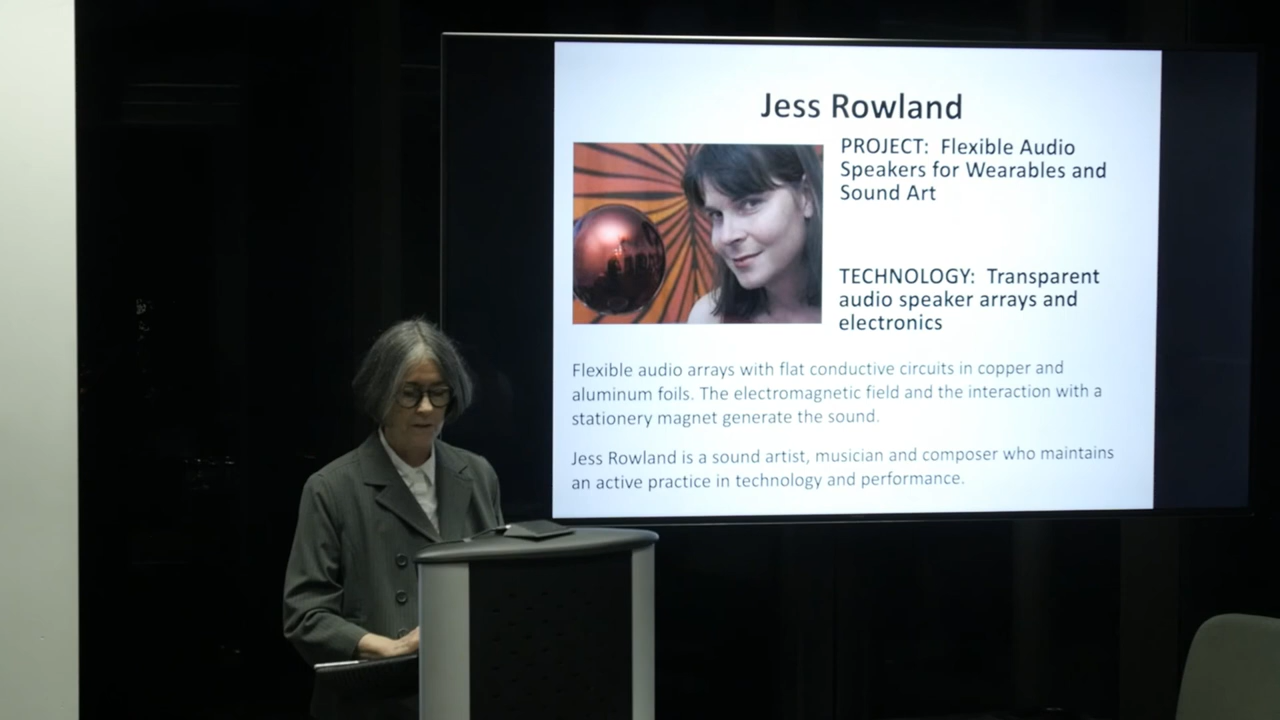 Jess Rowland
PROJECT: Flexible Audio
Speakers for Wearables and
Sound Art
TECHNOLOGY: Transparent
audio speaker arrays and
electronics
Flexible audio arrays with flat conductive circuits in copper and
aluminum foils. The electromagnetic field and the interaction with a
stationery magnet generate the sound.
Jess Rowland is a sound artist, musician and composer who maintains
an active practice in technology and performance.